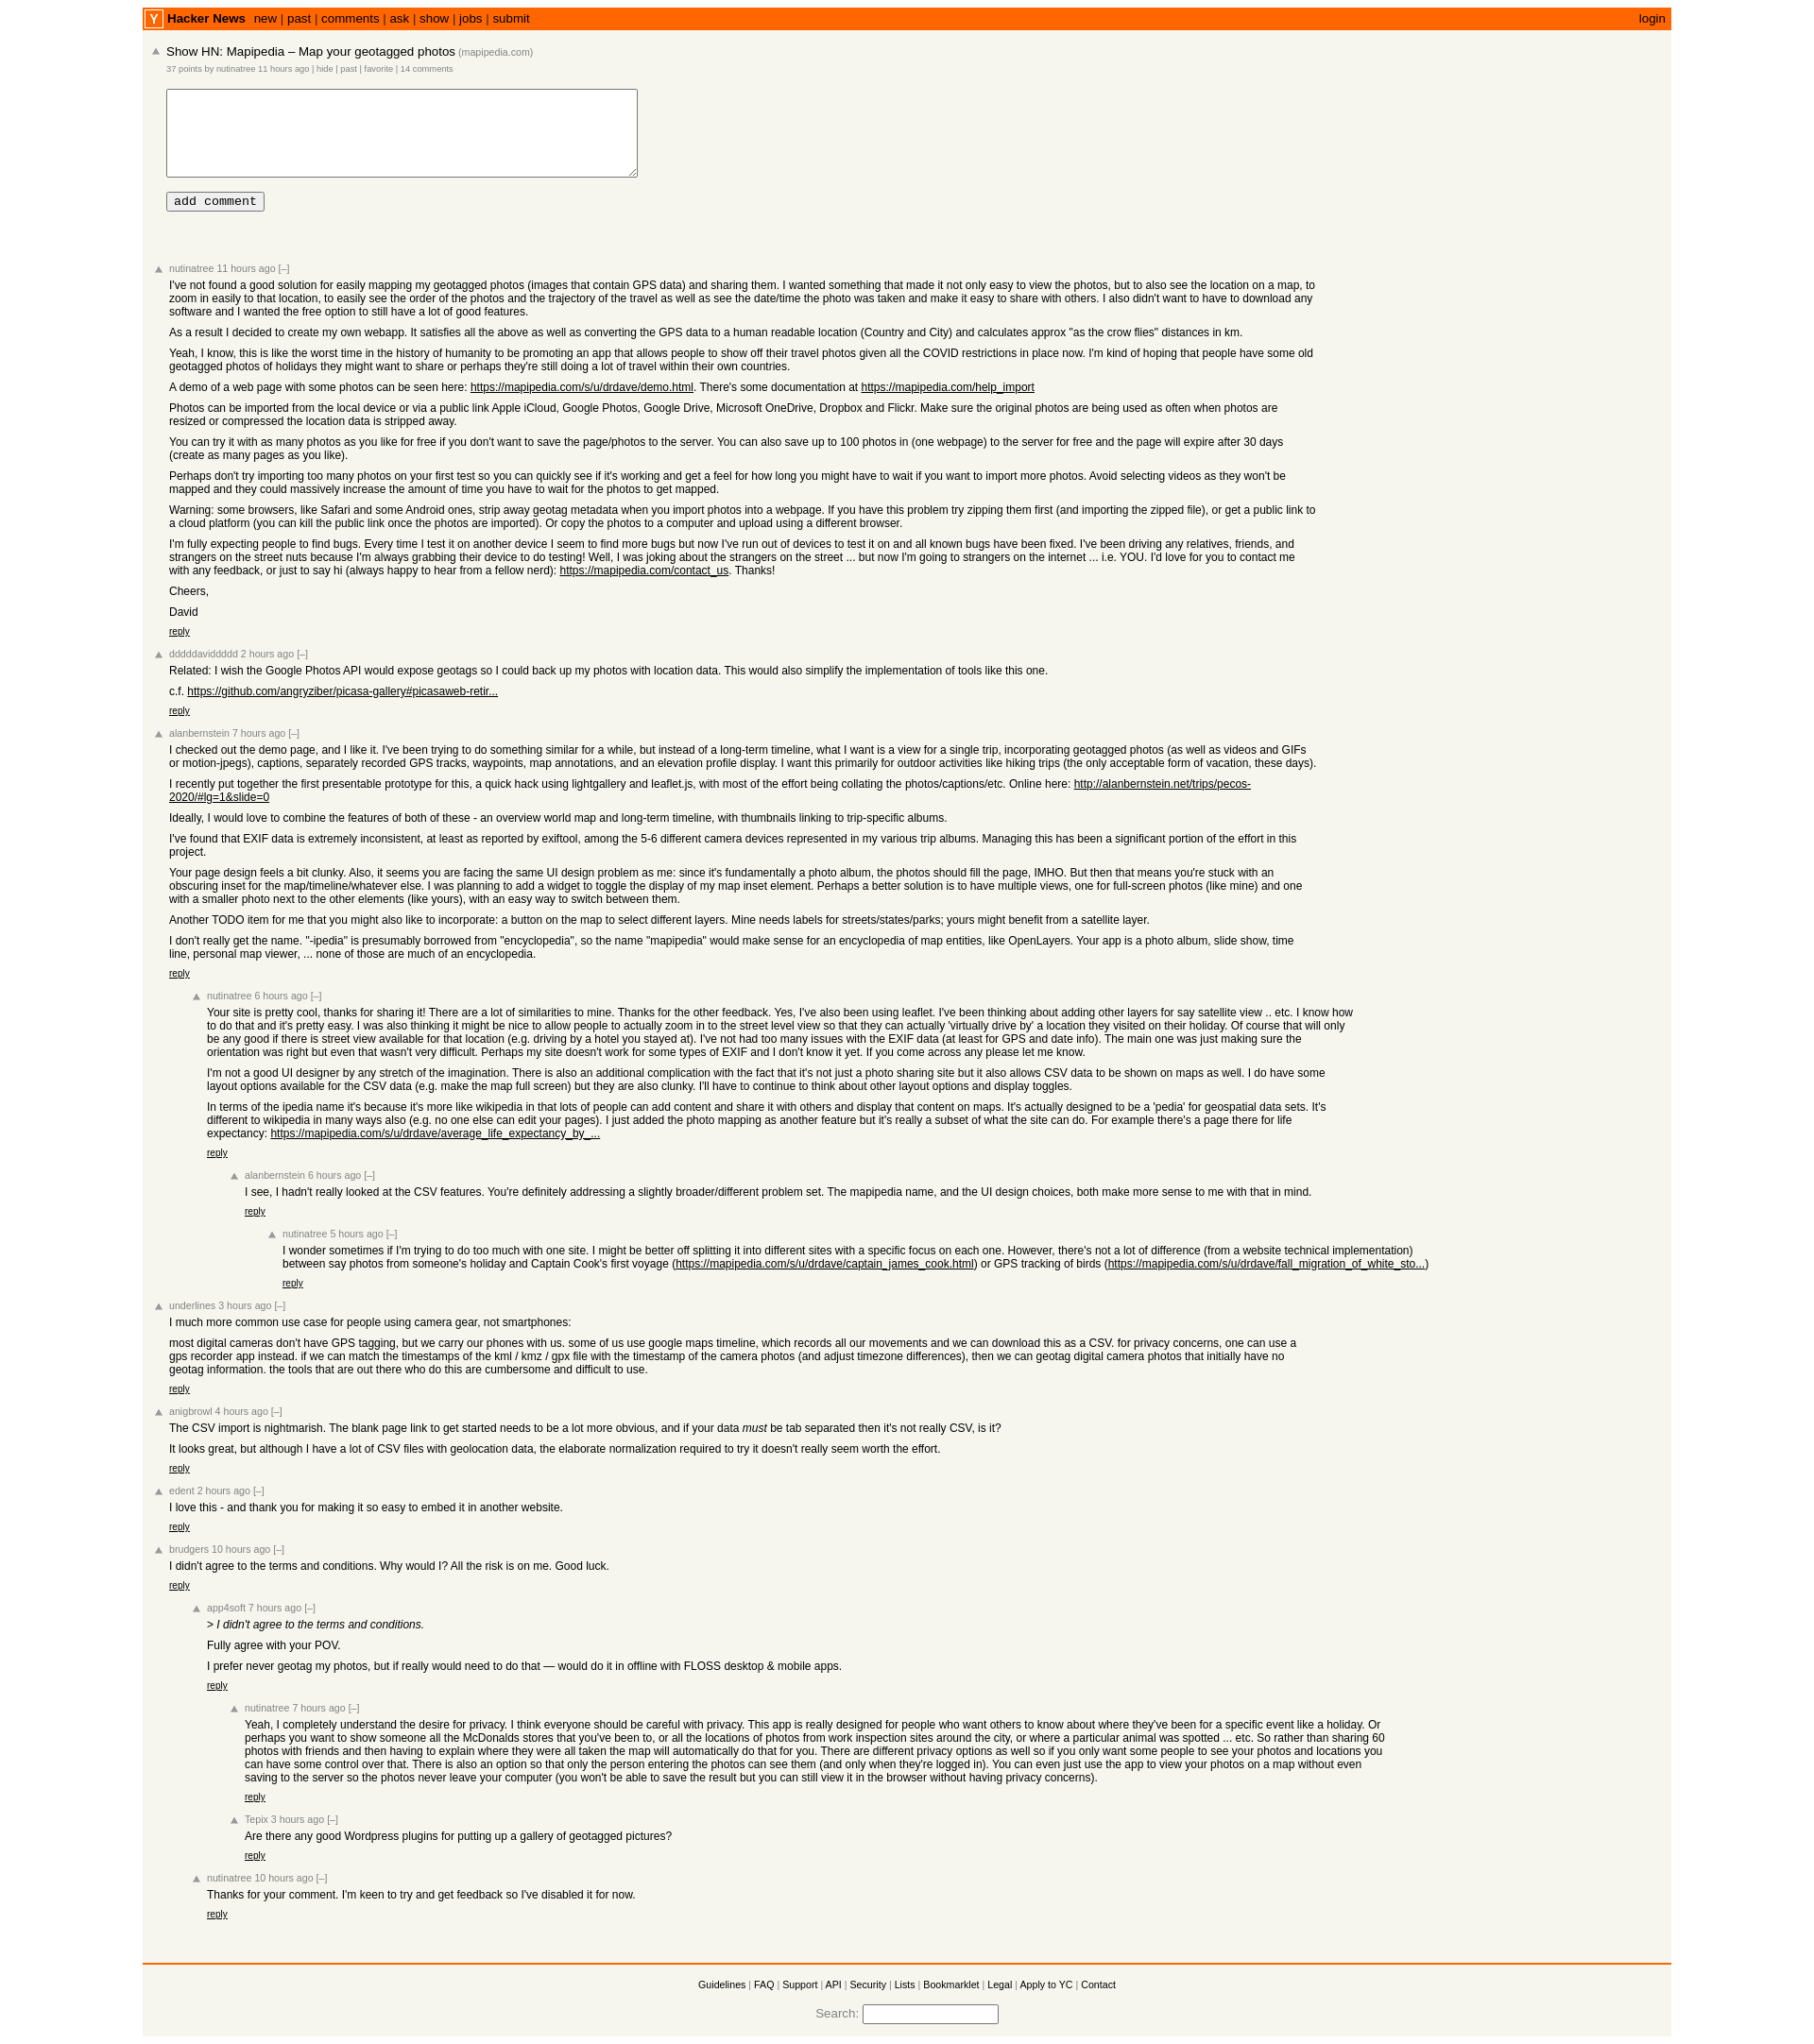 Y Hacker News new | past | comments | ask | show | jobs | submit login
Show HN: Mapipedia – Map your geotagged photos (mapipedia.com)
37 points by nutinatree 11 hours ago | hide | past | favorite | 14 comments
add comment
nutinatree 11 hours ago [–]
I've not found a good solution for easily mapping my geotagged photos (images that contain GPS data) and sharing them. I wanted something that made it not only easy to view the photos, but to also see the location on a map, to
zoom in easily to that location, to easily see the order of the photos and the trajectory of the travel as well as see the date/time the photo was taken and make it easy to share with others. I also didn't want to have to download any
software and I wanted the free option to still have a lot of good features.
As a result I decided to create my own webapp. It satisfies all the above as well as converting the GPS data to a human readable location (Country and City) and calculates approx "as the crow flies" distances in km.
Yeah, I know, this is like the worst time in the history of humanity to be promoting an app that allows people to show off their travel photos given all the COVID restrictions in place now. I'm kind of hoping that people have some old
geotagged photos of holidays they might want to share or perhaps they're still doing a lot of travel within their own countries.
A demo of a web page with some photos can be seen here: https://mapipedia.com/s/u/drdave/demo.html. There's some documentation at https://mapipedia.com/help_import
Photos can be imported from the local device or via a public link Apple iCloud, Google Photos, Google Drive, Microsoft OneDrive, Dropbox and Flickr. Make sure the original photos are being used as often when photos are
resized or compressed the location data is stripped away.
You can try it with as many photos as you like for free if you don't want to save the page/photos to the server. You can also save up to 100 photos in (one webpage) to the server for free and the page will expire after 30 days
(create as many pages as you like).
Perhaps don't try importing too many photos on your first test so you can quickly see if it's working and get a feel for how long you might have to wait if you want to import more photos. Avoid selecting videos as they won't be
mapped and they could massively increase the amount of time you have to wait for the photos to get mapped.
Warning: some browsers, like Safari and some Android ones, strip away geotag metadata when you import photos into a webpage. If you have this problem try zipping them first (and importing the zipped file), or get a public link to
a cloud platform (you can kill the public link once the photos are imported). Or copy the photos to a computer and upload using a different browser.
I'm fully expecting people to find bugs. Every time I test it on another device I seem to find more bugs but now I've run out of devices to test it on and all known bugs have been fixed. I've been driving any relatives, friends, and
strangers on the street nuts because I'm always grabbing their device to do testing! Well, I was joking about the strangers on the street ... but now I'm going to strangers on the internet ... i.e. YOU. I'd love for you to contact me
with any feedback, or just to say hi (always happy to hear from a fellow nerd): https://mapipedia.com/contact_us. Thanks!
Cheers,
David
reply
dddddaviddddd 2 hours ago [–]
Related: I wish the Google Photos API would expose geotags so I could back up my photos with location data. This would also simplify the implementation of tools like this one.
c.f. https://github.com/angryziber/picasa-gallery#picasaweb-retir...
reply
alanbernstein 7 hours ago [–]
I checked out the demo page, and I like it. I've been trying to do something similar for a while, but instead of a long-term timeline, what I want is a view for a single trip, incorporating geotagged photos (as well as videos and GIFs
or motion-jpegs), captions, separately recorded GPS tracks, waypoints, map annotations, and an elevation profile display. I want this primarily for outdoor activities like hiking trips (the only acceptable form of vacation, these days).
I recently put together the first presentable prototype for this, a quick hack using lightgallery and leaflet.js, with most of the effort being collating the photos/captions/etc. Online here: http://alanbernstein.net/trips/pecos-
2020/#lg=1&slide=0
Ideally, I would love to combine the features of both of these - an overview world map and long-term timeline, with thumbnails linking to trip-specific albums.
I've found that EXIF data is extremely inconsistent, at least as reported by exiftool, among the 5-6 different camera devices represented in my various trip albums. Managing this has been a significant portion of the effort in this
project.
Your page design feels a bit clunky. Also, it seems you are facing the same UI design problem as me: since it's fundamentally a photo album, the photos should fill the page, IMHO. But then that means you're stuck with an
obscuring inset for the map/timeline/whatever else. I was planning to add a widget to toggle the display of my map inset element. Perhaps a better solution is to have multiple views, one for full-screen photos (like mine) and one
with a smaller photo next to the other elements (like yours), with an easy way to switch between them.
Another TODO item for me that you might also like to incorporate: a button on the map to select different layers. Mine needs labels for streets/states/parks; yours might benefit from a satellite layer.
I don't really get the name. "-ipedia" is presumably borrowed from "encyclopedia", so the name "mapipedia" would make sense for an encyclopedia of map entities, like OpenLayers. Your app is a photo album, slide show, time
line, personal map viewer, ... none of those are much of an encyclopedia.
reply
nutinatree 6 hours ago [–]
Your site is pretty cool, thanks for sharing it! There are a lot of similarities to mine. Thanks for the other feedback. Yes, I've also been using leaflet. I've been thinking about adding other layers for say satellite view .. etc. I know how
to do that and it's pretty easy. I was also thinking it might be nice to allow people to actually zoom in to the street level view so that they can actually 'virtually drive by' a location they visited on their holiday. Of course that will only
be any good if there is street view available for that location (e.g. driving by a hotel you stayed at). I've not had too many issues with the EXIF data (at least for GPS and date info). The main one was just making sure the
orientation was right but even that wasn't very difficult. Perhaps my site doesn't work for some types of EXIF and I don't know it yet. If you come across any please let me know.
I'm not a good UI designer by any stretch of the imagination. There is also an additional complication with the fact that it's not just a photo sharing site but it also allows CSV data to be shown on maps as well. I do have some
layout options available for the CSV data (e.g. make the map full screen) but they are also clunky. I'll have to continue to think about other layout options and display toggles.
In terms of the ipedia name it's because it's more like wikipedia in that lots of people can add content and share it with others and display that content on maps. It's actually designed to be a 'pedia' for geospatial data sets. It's
different to wikipedia in many ways also (e.g. no one else can edit your pages). I just added the photo mapping as another feature but it's really a subset of what the site can do. For example there's a page there for life
expectancy: https://mapipedia.com/s/u/drdave/average_life_expectancy_by_...
reply
alanbernstein 6 hours ago [–]
I see, I hadn't really looked at the CSV features. You're definitely addressing a slightly broader/different problem set. The mapipedia name, and the UI design choices, both make more sense to me with that in mind.
reply
nutinatree 5 hours ago [–]
I wonder sometimes if I'm trying to do too much with one site. I might be better off splitting it into different sites with a specific focus on each one. However, there's not a lot of difference (from a website technical implementation)
between say photos from someone's holiday and Captain Cook's first voyage (https://mapipedia.com/s/u/drdave/captain_james_cook.html) or GPS tracking of birds (https://mapipedia.com/s/u/drdave/fall_migration_of_white_sto...)
reply
underlines 3 hours ago [–]
I much more common use case for people using camera gear, not smartphones:
most digital cameras don't have GPS tagging, but we carry our phones with us. some of us use google maps timeline, which records all our movements and we can download this as a CSV. for privacy concerns, one can use a
gps recorder app instead. if we can match the timestamps of the kml / kmz / gpx file with the timestamp of the camera photos (and adjust timezone differences), then we can geotag digital camera photos that initially have no
geotag information. the tools that are out there who do this are cumbersome and difficult to use.
reply
anigbrowl 4 hours ago [–]
The CSV import is nightmarish. The blank page link to get started needs to be a lot more obvious, and if your data must be tab separated then it's not really CSV, is it?
It looks great, but although I have a lot of CSV files with geolocation data, the elaborate normalization required to try it doesn't really seem worth the effort.
reply
edent 2 hours ago [–]
I love this - and thank you for making it so easy to embed it in another website.
reply
brudgers 10 hours ago [–]
I didn't agree to the terms and conditions. Why would I? All the risk is on me. Good luck.
reply
app4soft 7 hours ago [–]
> I didn't agree to the terms and conditions.
Fully agree with your POV.
I prefer never geotag my photos, but if really would need to do that — would do it in offline with FLOSS desktop & mobile apps.
reply
nutinatree 7 hours ago [–]
Yeah, I completely understand the desire for privacy. I think everyone should be careful with privacy. This app is really designed for people who want others to know about where they've been for a specific event like a holiday. Or
perhaps you want to show someone all the McDonalds stores that you've been to, or all the locations of photos from work inspection sites around the city, or where a particular animal was spotted ... etc. So rather than sharing 60
photos with friends and then having to explain where they were all taken the map will automatically do that for you. There are different privacy options as well so if you only want some people to see your photos and locations you
can have some control over that. There is also an option so that only the person entering the photos can see them (and only when they're logged in). You can even just use the app to view your photos on a map without even
saving to the server so the photos never leave your computer (you won't be able to save the result but you can still view it in the browser without having privacy concerns).
reply
Tepix 3 hours ago [–]
Are there any good Wordpress plugins for putting up a gallery of geotagged pictures?
reply
nutinatree 10 hours ago [–]
Thanks for your comment. I'm keen to try and get feedback so I've disabled it for now.
reply
Guidelines | FAQ | Support | API | Security | Lists | Bookmarklet | Legal | Apply to YC | Contact
Search: